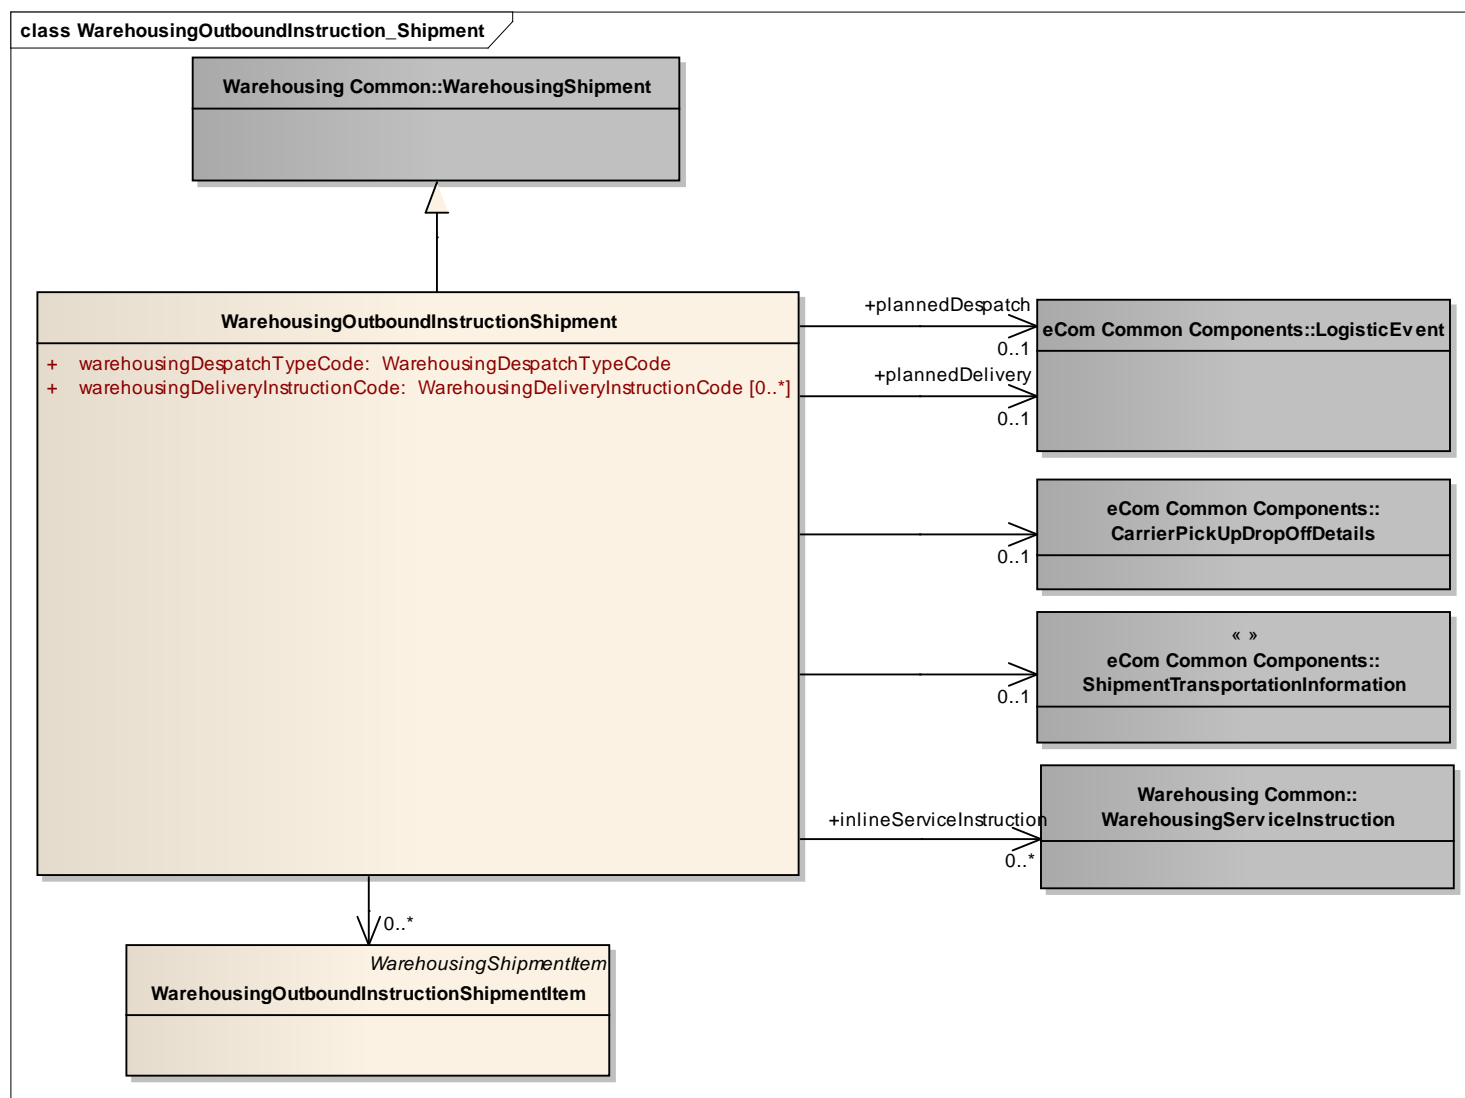 class WarehousingOutboundInstruction_Shipment
Warehousing Common::WarehousingShipment
WarehousingOutboundInstructionShipment
+ warehousingDespatchTypeCode: WarehousingDespatchTypeCode
+ warehousingDeliveryInstructionCode: WarehousingDeliveryInstructionCode [0..*]
+plannedDespatch
0..1
+plannedDelivery
0..1
eCom Common Components::LogisticEvent
0..1
eCom Common Components::
CarrierPickUpDropOffDetails
0..1
« »
eCom Common Components::
ShipmentTransportationInformation
+inlineServiceInstruction
0..*
Warehousing Common::
WarehousingServiceInstruction
0..*
WarehousingShipmentItem
WarehousingOutboundInstructionShipmentItem